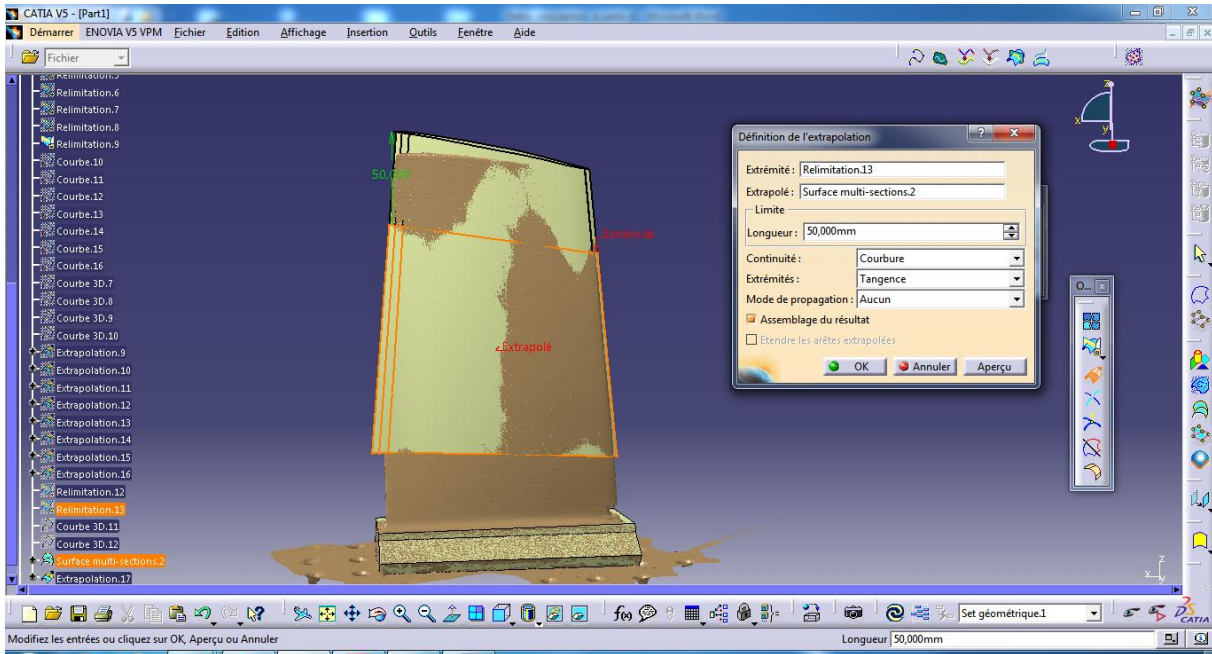 CATIA V5 - [Part1]
Démarrer ENOVIA V5 VPM Fichier Edition Affichage Insertion Outils Fenêtre Aide
Fichier
Relimitation.5
Relimitation.6
Relimitation.7
Relimitation.8
Relimitation.9
Courbe.10
Courbe.11
Courbe.12
Courbe.13
Courbe.14
Courbe.15
Courbe.16
Courbe 3D.7
Courbe 3D.8
Courbe 3D.9
Courbe 3D.10
Extrapolation.9
Extrapolation.10
Extrapolation.11
Extrapolation.12
Extrapolation.13
Extrapolation.14
Extrapolation.15
Extrapolation.16
Relimitation.12
Relimitation.13
Courbe 3D.11
Courbe 3D.12
Surface multi-sections.2
Extrapolation.17
50,000
Extrémité
Extrapolé
z
x
y
Définition de l'extrapolation
Extrémité : Relimitation.13
Extrapolé : Surface multi-sections.2
Limite
Longueur : 50,000mm
Continuité : Courbure
Extrémités : Tangence
Mode de propagation : Aucun
Assemblage du résultat
Etendre les arêtes extrapolées
OK Annuler Aperçu
O...
z
x
y
f(x)
Set géométrique.1
CATIA
Modifiez les entrées ou cliquez sur OK, Aperçu ou Annuler
Longueur 50,000mm